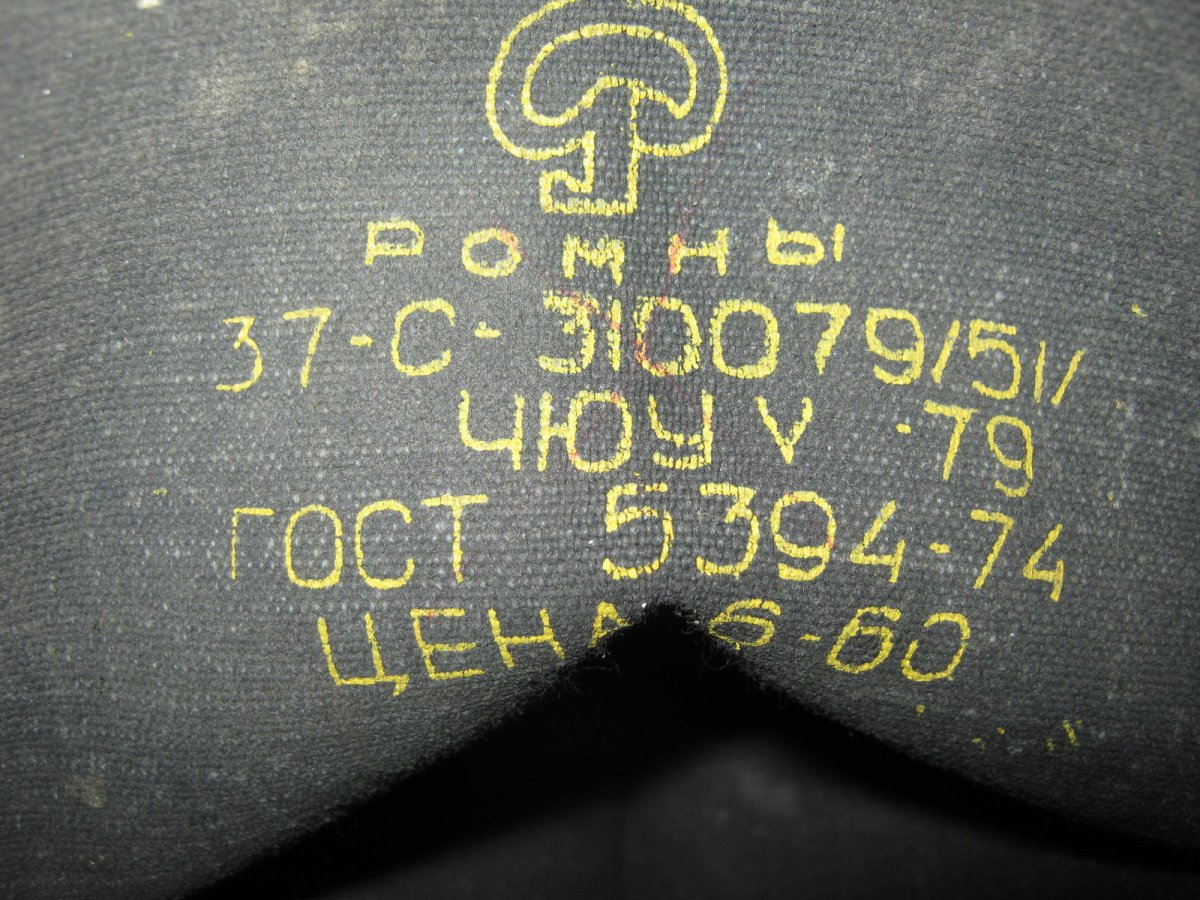 РОМНЫ
37-С-310079/51/
ЧЮУ V -79
ГОСТ 5394-74
ЦЕНА 6-60